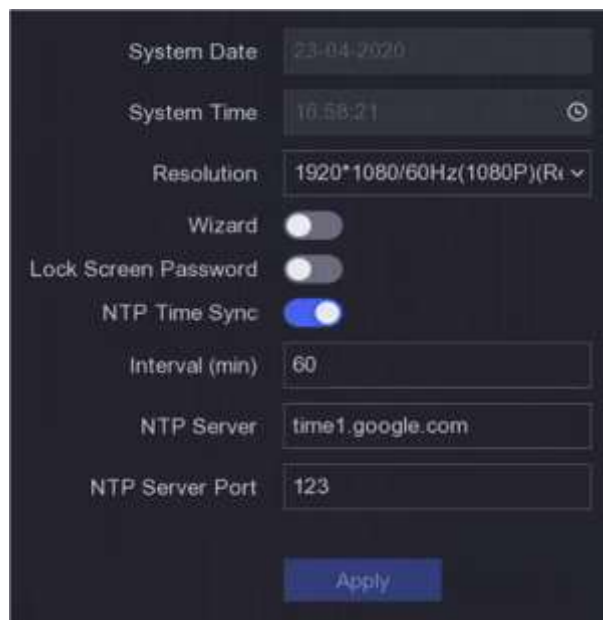 System Date 23-04-2020
System Time 16:58:21
Resolution 1920*1080/60Hz(1080P)(Re
Wizard
Lock Screen Password
NTP Time Sync
Interval (min) 60
NTP Server time1.google.com
NTP Server Port 123
Apply